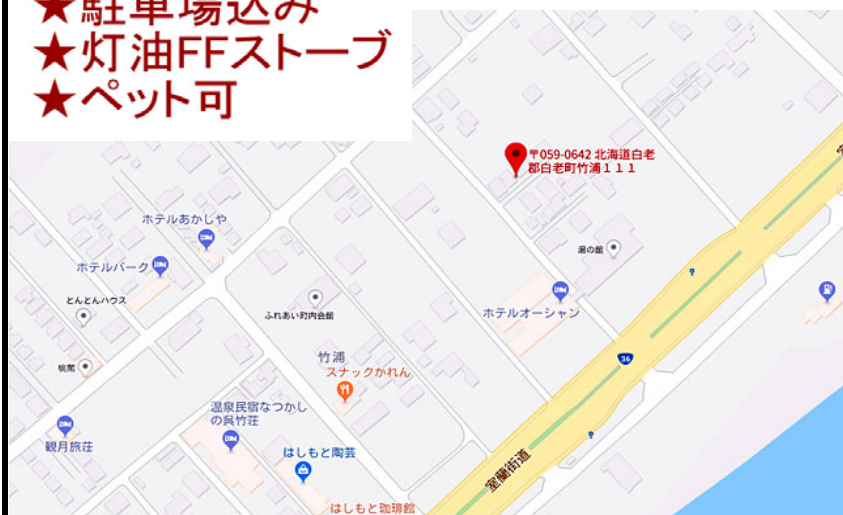 ★駐車場込み
★灯油FFストーブ
★ペット可
〒059-0642 北海道白老
郡白老町竹浦１１１
ホテルあかしや
湯の館
ホテルパーク
とんとんハウス
ふれあい町内会館
ホテルオーシャン
竹浦
36
スナックかれん
桃苑
温泉民宿なつかし
の呉竹荘
観月旅荘
はしもと陶芸
室蘭街道
はしもと珈琲館